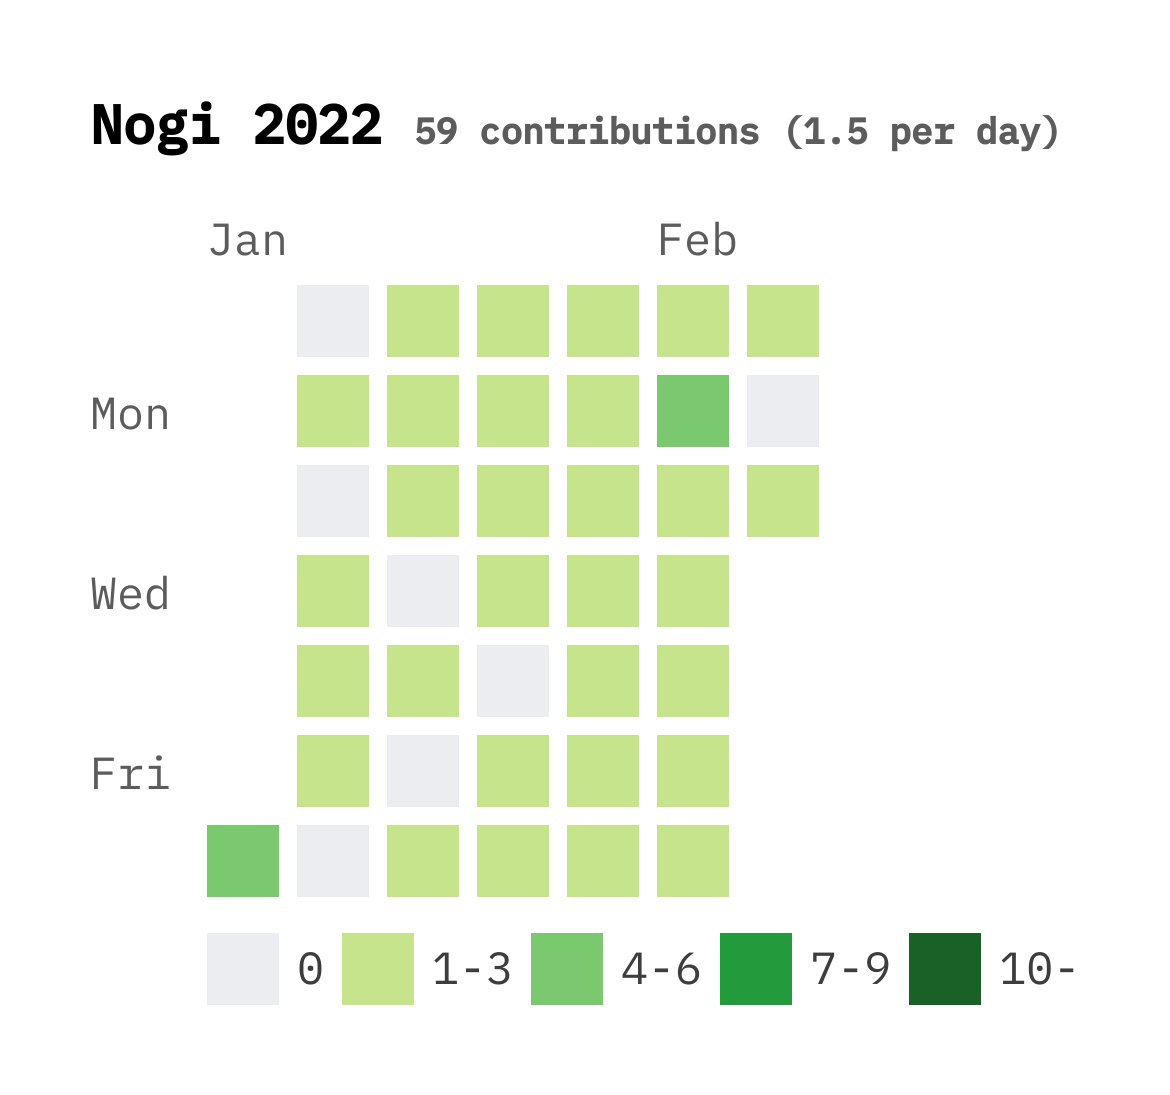 Nogi 2022 59 contributions (1.5 per day)
Jan Feb
Mon
Wed
Fri
0 1-3 4-6 7-9 10-